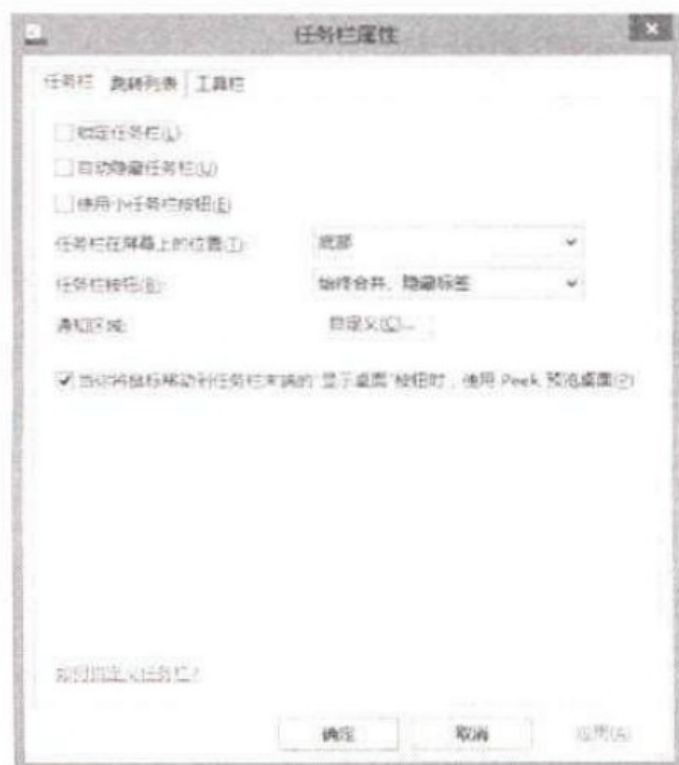 任务栏属性
任务栏 跳转列表 工具栏
锁定任务栏(L)
自动隐藏任务栏(U)
使用小任务栏按钮(E)
任务栏在屏幕上的位置(T): 底部
任务栏按钮(B): 始终合并、隐藏标签
通知区域: 自定义(C)...
当你将鼠标移动到任务栏末端的"显示桌面"按钮时，使用 Peek 预览桌面(P)
如何自定义任务栏?
确定 取消 应用(A)